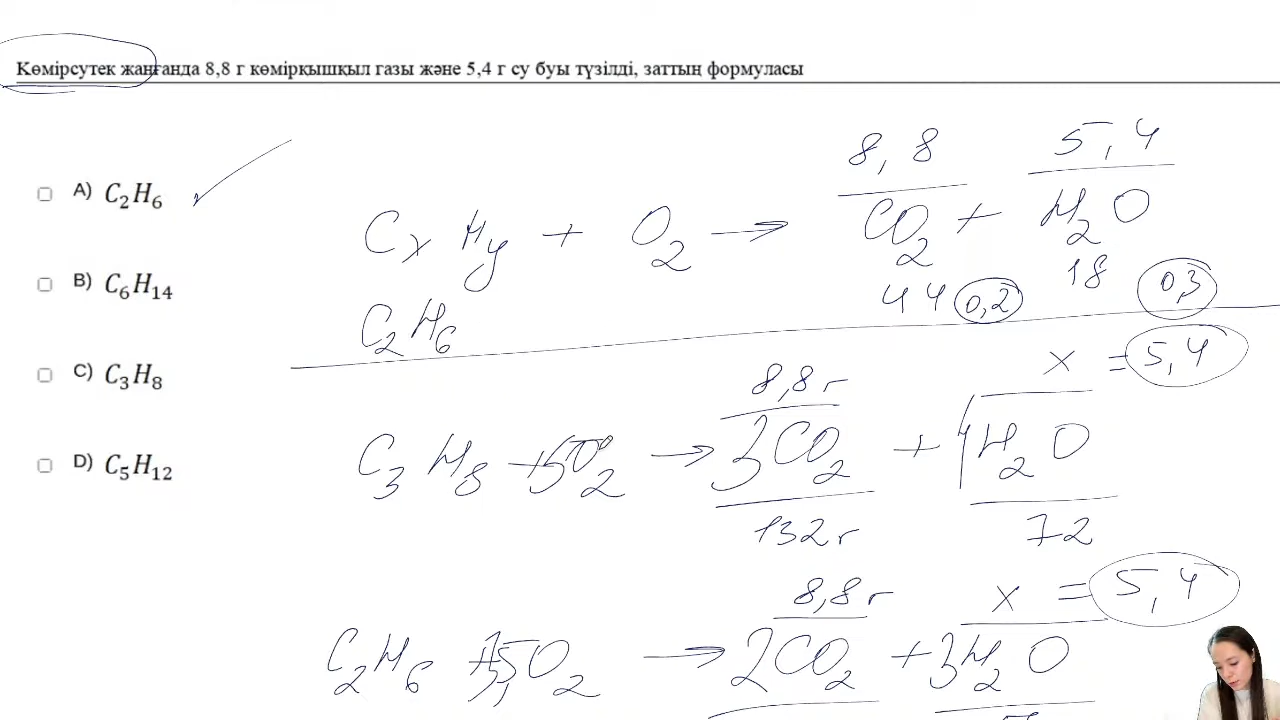 Көмірсутек жанғанда 8,8 г көмірқышқыл газы және 5,4 г су буы түзілді, заттың формуласы
8,8 5,4
A) C₂H₆
CₓHᵧ + O₂ → CO₂ + H₂O
44 0,2 18 0,3
B) C₆H₁₄
C₂H₆
x = 5,4
C) C₃H₈
8,8 г
C₃H₈ + 5O₂ → 3CO₂ + 4H₂O
D) C₅H₁₂
132 г 72
8,8 г x = 5,4
C₂H₆ + 3,5O₂ → 2CO₂ + 3H₂O